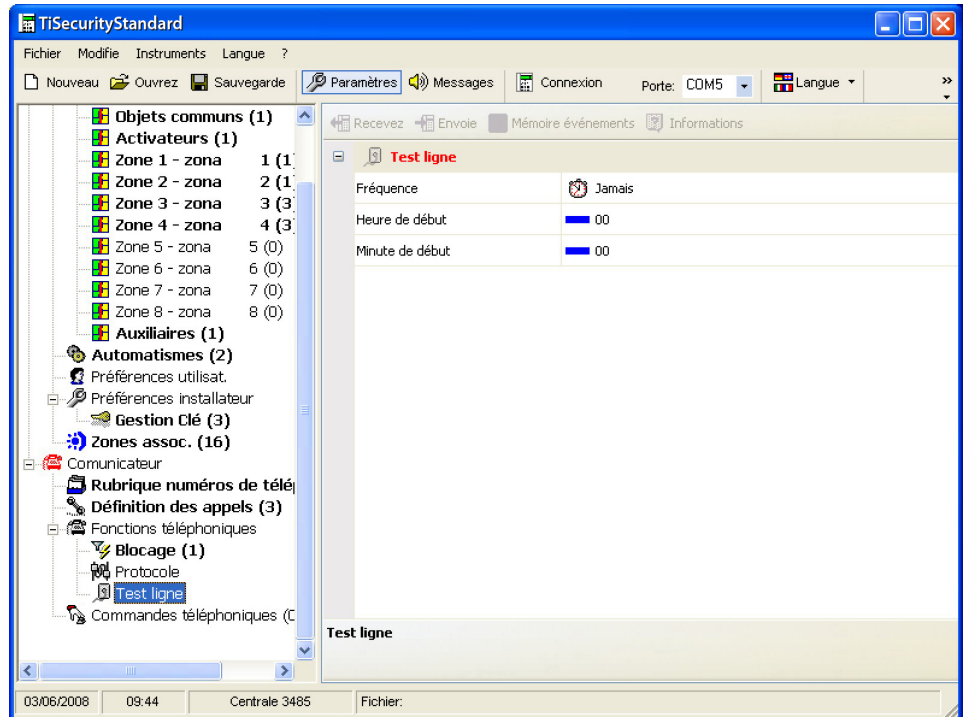 TiSecurityStandard
Fichier Modifie Instruments Langue ?
Nouveau Ouvrez Sauvegarde Paramètres Messages Connexion Porte: COM5 Langue »
Objets communs (1)
Activateurs (1)
Zone 1 - zona 1 (1
Zone 2 - zona 2 (1
Zone 3 - zona 3 (3
Zone 4 - zona 4 (3
Zone 5 - zona 5 (0)
Zone 6 - zona 6 (0)
Zone 7 - zona 7 (0)
Zone 8 - zona 8 (0)
Auxiliaires (1)
Automatismes (2)
Préférences utilisat.
Préférences installateur
Gestion Clé (3)
Zones assoc. (16)
Comunicateur
Rubrique numéros de télé
Définition des appels (3)
Fonctions téléphoniques
Blocage (1)
Protocole
Test ligne
Commandes téléphoniques (
Recevez Envoie Mémoire événements Informations
Test ligne
Fréquence Jamais
Heure de début 00
Minute de début 00
Test ligne
03/06/2008 09:44 Centrale 3485 Fichier: